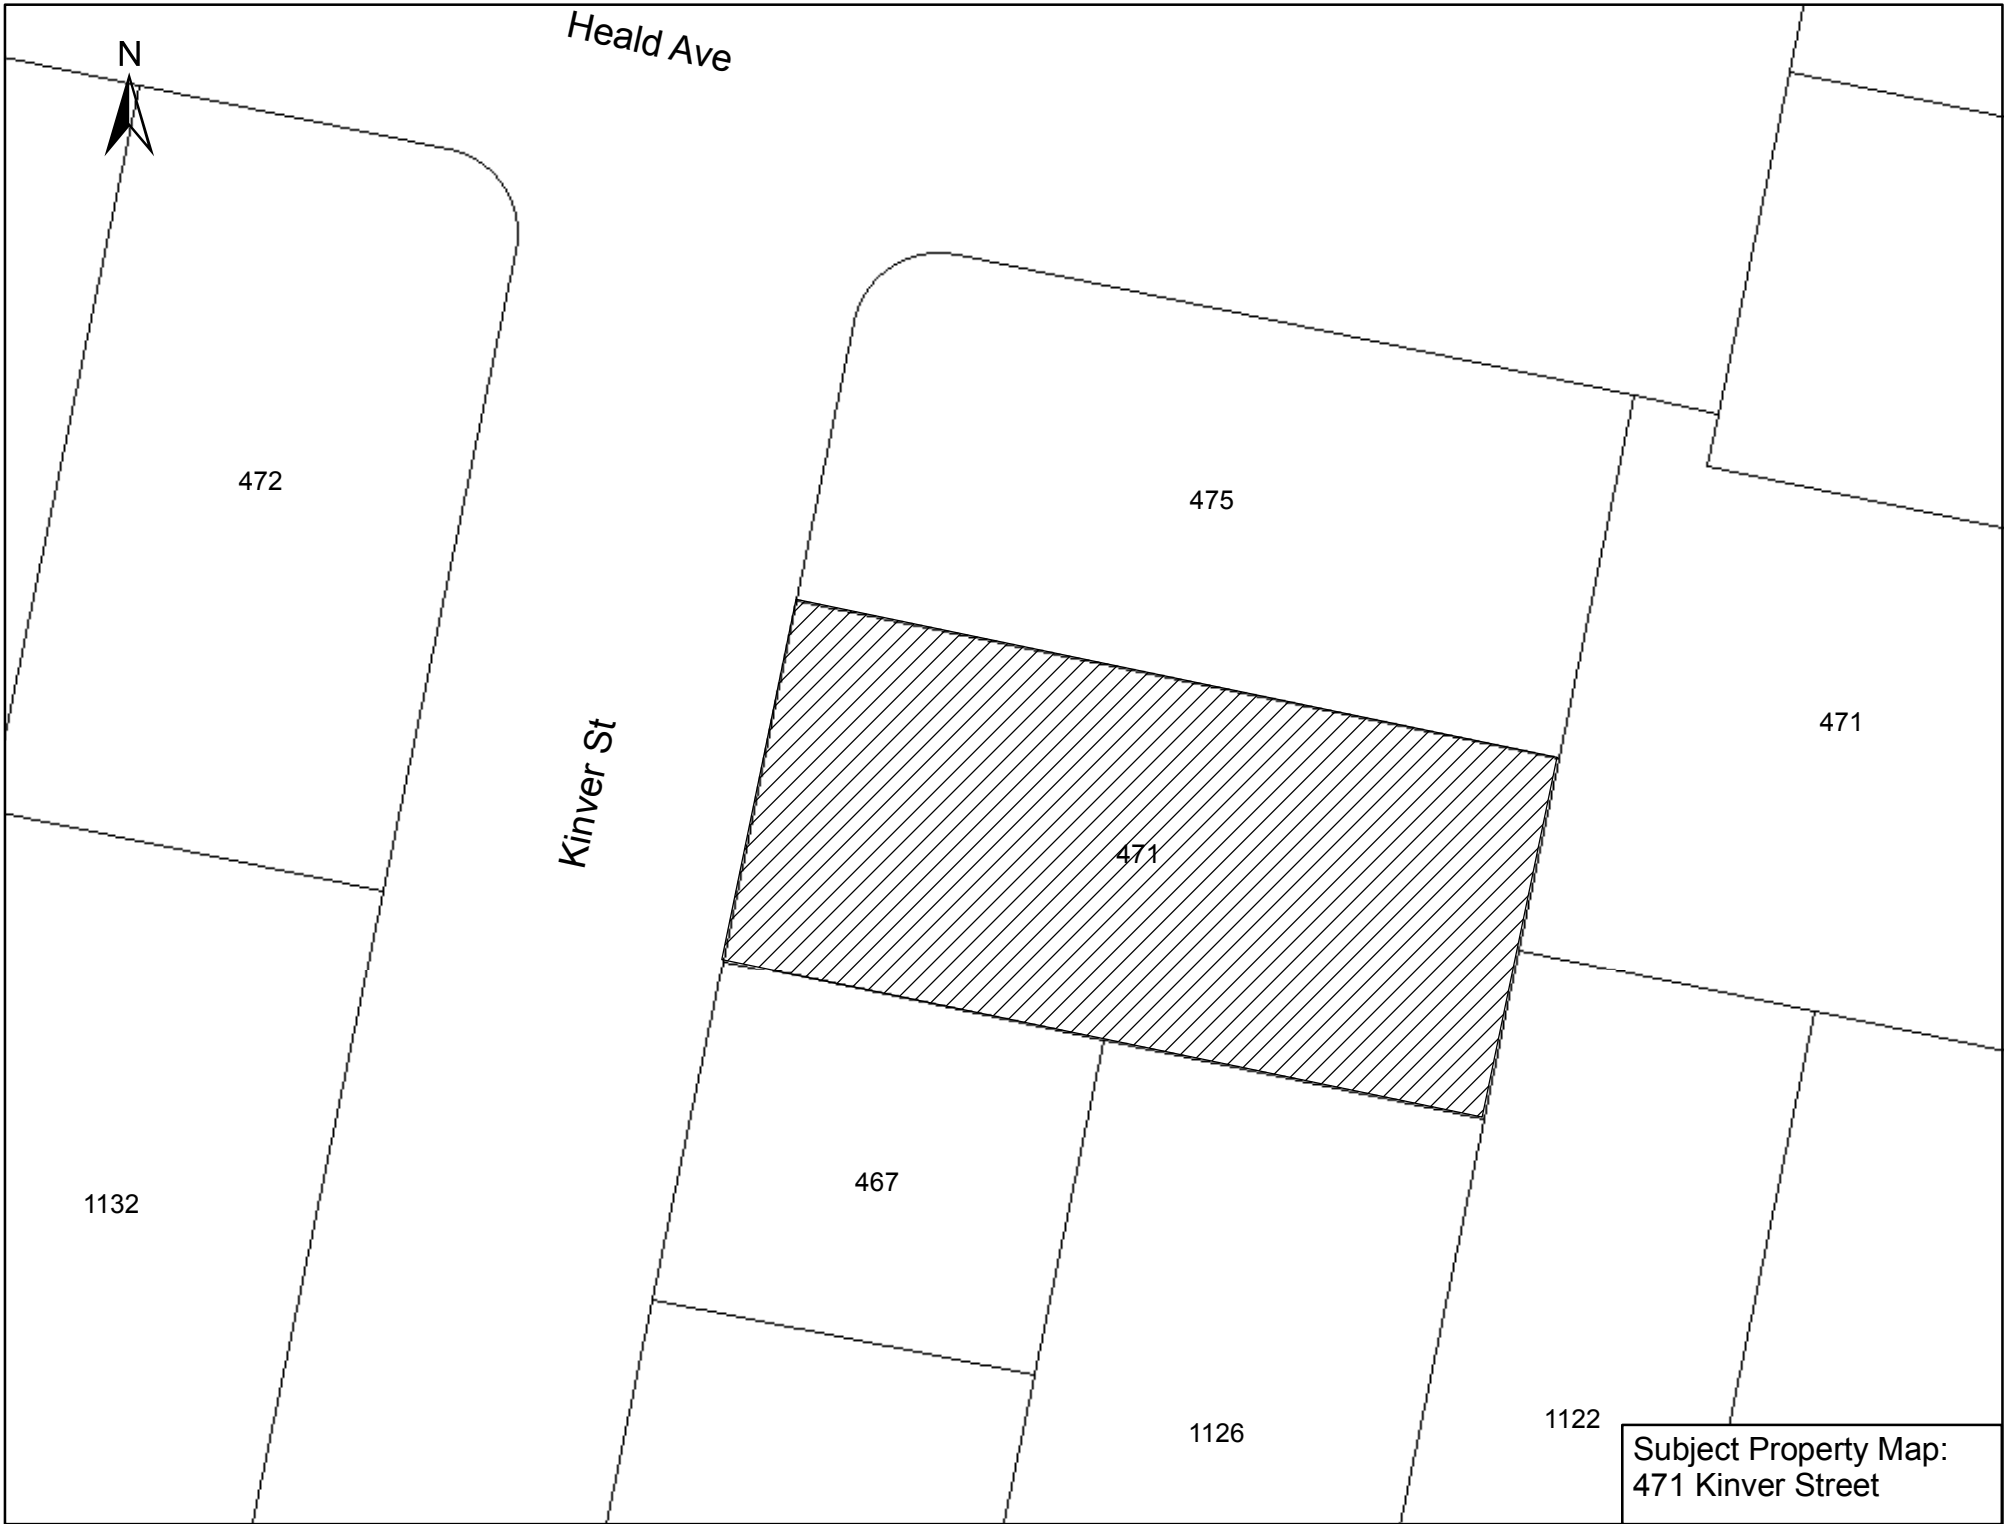 Heald Ave
N
472
475
471
Kinver St
471
467
1132
1126
1122
Subject Property Map:
471 Kinver Street